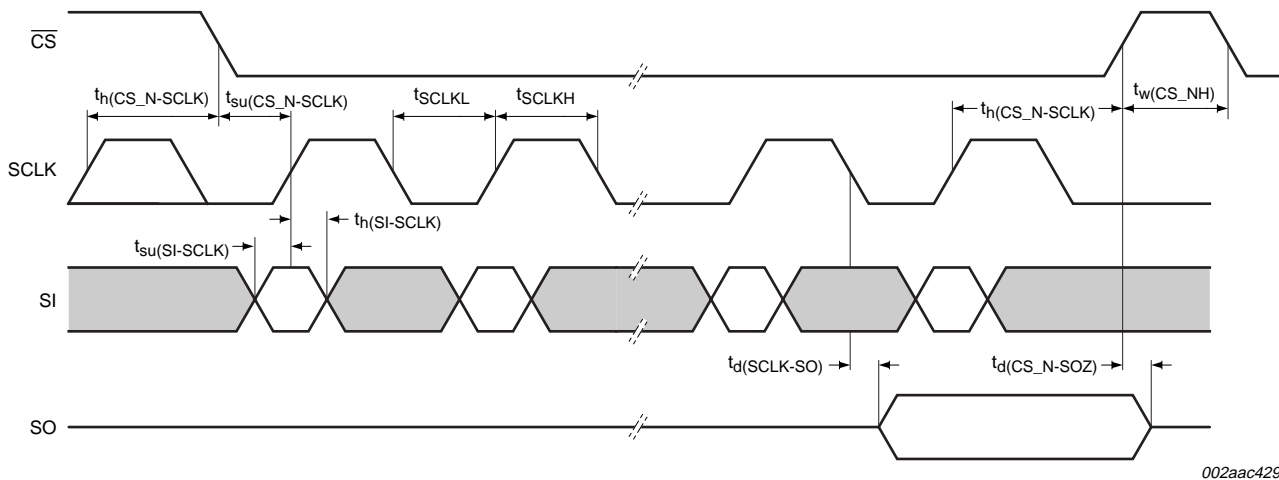 CS
th(CS_N-SCLK) tsu(CS_N-SCLK) tSCLKL tSCLKH th(CS_N-SCLK) tw(CS_NH)
SCLK
th(SI-SCLK)
tsu(SI-SCLK)
SI
td(SCLK-SO) td(CS_N-SOZ)
SO
002aac429